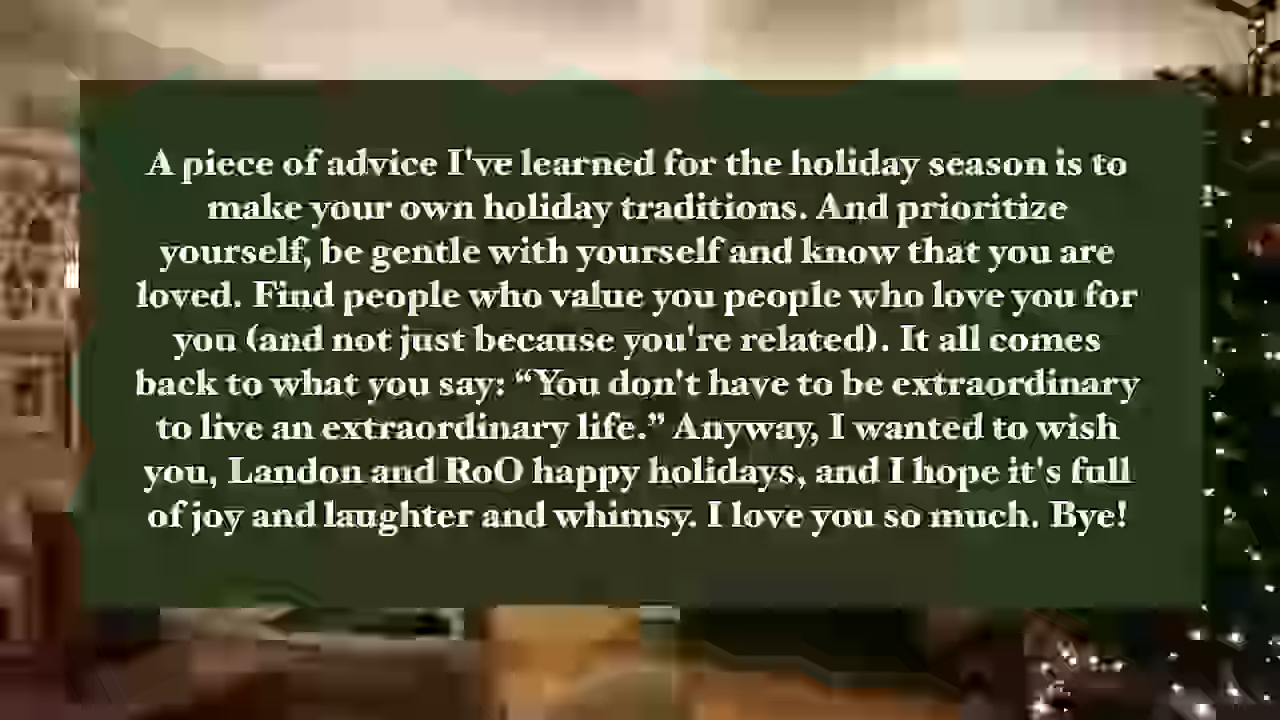 A piece of advice I've learned for the holiday season is to
make your own holiday traditions. And prioritize
yourself, be gentle with yourself and know that you are
loved. Find people who value you people who love you for
you (and not just because you're related). It all comes
back to what you say: “You don't have to be extraordinary
to live an extraordinary life.” Anyway, I wanted to wish
you, Landon and RoO happy holidays, and I hope it's full
of joy and laughter and whimsy. I love you so much. Bye!